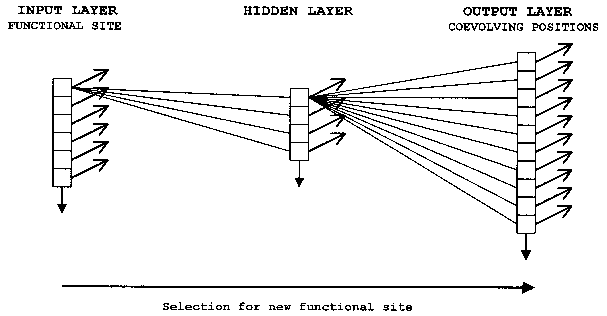 INPUT LAYER
FUNCTIONAL SITE
HIDDEN LAYER
OUTPUT LAYER
COEVOLVING POSITIONS
Selection for new functional site